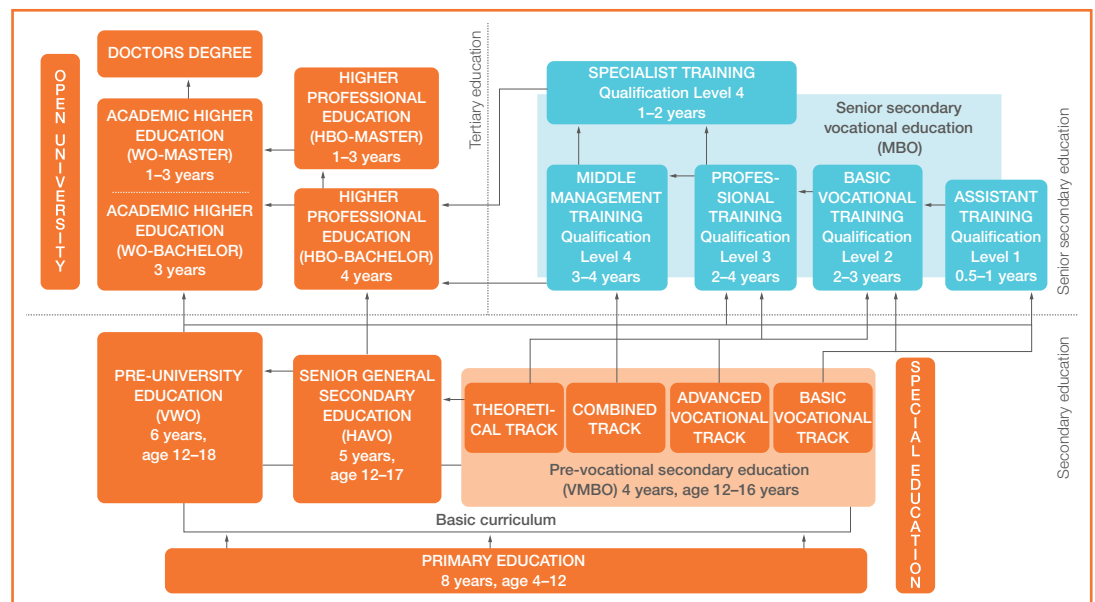 OPEN UNIVERSITY
DOCTORS DEGREE
ACADEMIC HIGHER
EDUCATION
(WO-MASTER)
1–3 years
ACADEMIC HIGHER
EDUCATION
(WO-BACHELOR)
3 years
HIGHER
PROFESSIONAL
EDUCATION
(HBO-MASTER)
1–3 years
HIGHER
PROFESSIONAL
EDUCATION
(HBO-BACHELOR)
4 years
Tertiary education
SPECIALIST TRAINING
Qualification Level 4
1–2 years
Senior secondary
vocational education
(MBO)
MIDDLE
MANAGEMENT
TRAINING
Qualification
Level 4
3–4 years
PROFES-
SIONAL
TRAINING
Qualification
Level 3
2–4 years
BASIC
VOCATIONAL
TRAINING
Qualification
Level 2
2–3 years
ASSISTANT
TRAINING
Qualification
Level 1
0.5–1 years
Senior secondary education
PRE-UNIVERSITY
EDUCATION
(VWO)
6 years,
age 12–18
SENIOR GENERAL
SECONDARY
EDUCATION
(HAVO)
5 years,
age 12–17
THEORETI-
CAL TRACK
COMBINED
TRACK
ADVANCED
VOCATIONAL
TRACK
BASIC
VOCATIONAL
TRACK
Pre-vocational secondary education
(VMBO) 4 years, age 12–16 years
SPECIAL EDUCATION
Secondary education
Basic curriculum
PRIMARY EDUCATION
8 years, age 4–12